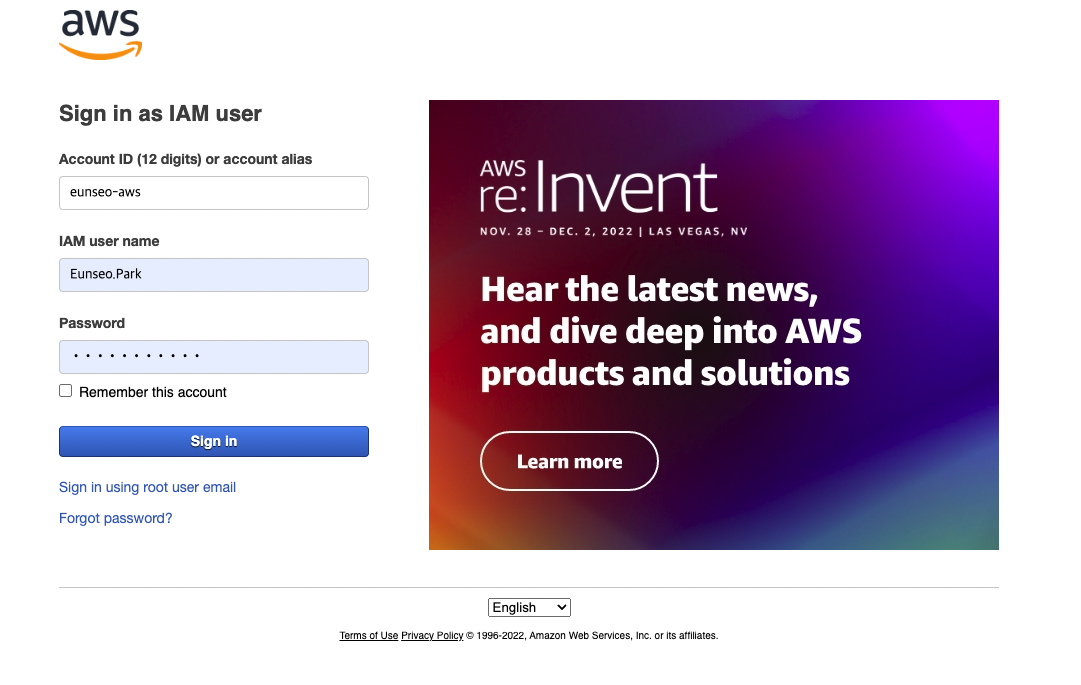 aws
Sign in as IAM user
Account ID (12 digits) or account alias
eunseo-aws
IAM user name
Eunseo.Park
Password
• • • • • • • • • • •
Remember this account
Sign in
Sign in using root user email
Forgot password?
AWS
re:Invent
NOV. 28 – DEC. 2, 2022 | LAS VEGAS, NV
Hear the latest news,
and dive deep into AWS
products and solutions
Learn more
English
Terms of Use Privacy Policy © 1996-2022, Amazon Web Services, Inc. or its affiliates.